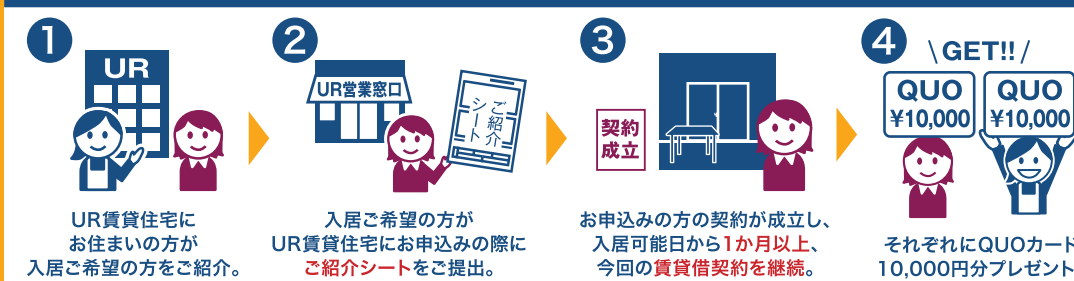 1
UR
UR賃貸住宅に
お住まいの方が
入居ご希望の方をご紹介。
2
UR営業窓口
ご紹介
シート
入居ご希望の方が
UR賃貸住宅にお申込みの際に
ご紹介シートをご提出。
3
契約
成立
お申込みの方の契約が成立し、
入居可能日から1か月以上、
今回の賃貸借契約を継続。
4
\ GET!! /
QUO
¥10,000
QUO
¥10,000
それぞれにQUOカード
10,000円分プレゼント